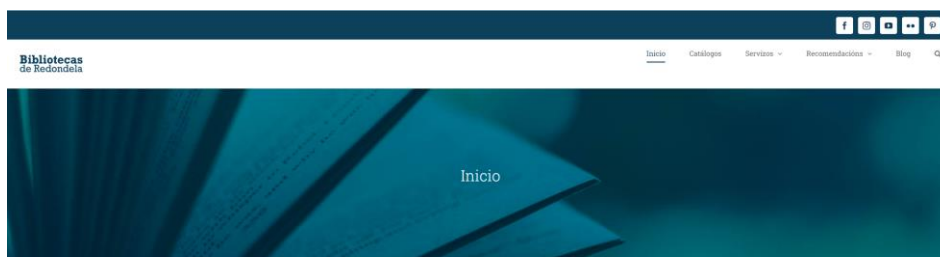 Bibliotecas
de Redondela
Inicio Catálogos Servizos Recomendacións Blog
Inicio